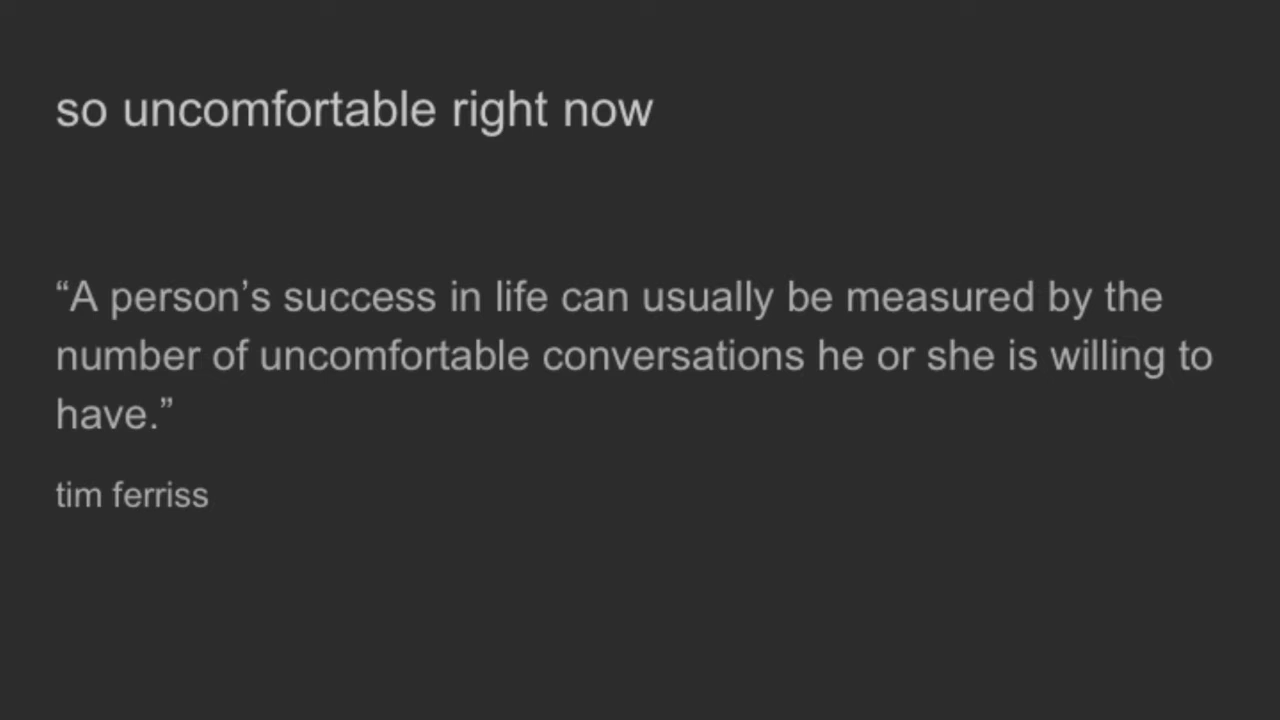 so uncomfortable right now
“A person’s success in life can usually be measured by the
number of uncomfortable conversations he or she is willing to
have.”
tim ferriss